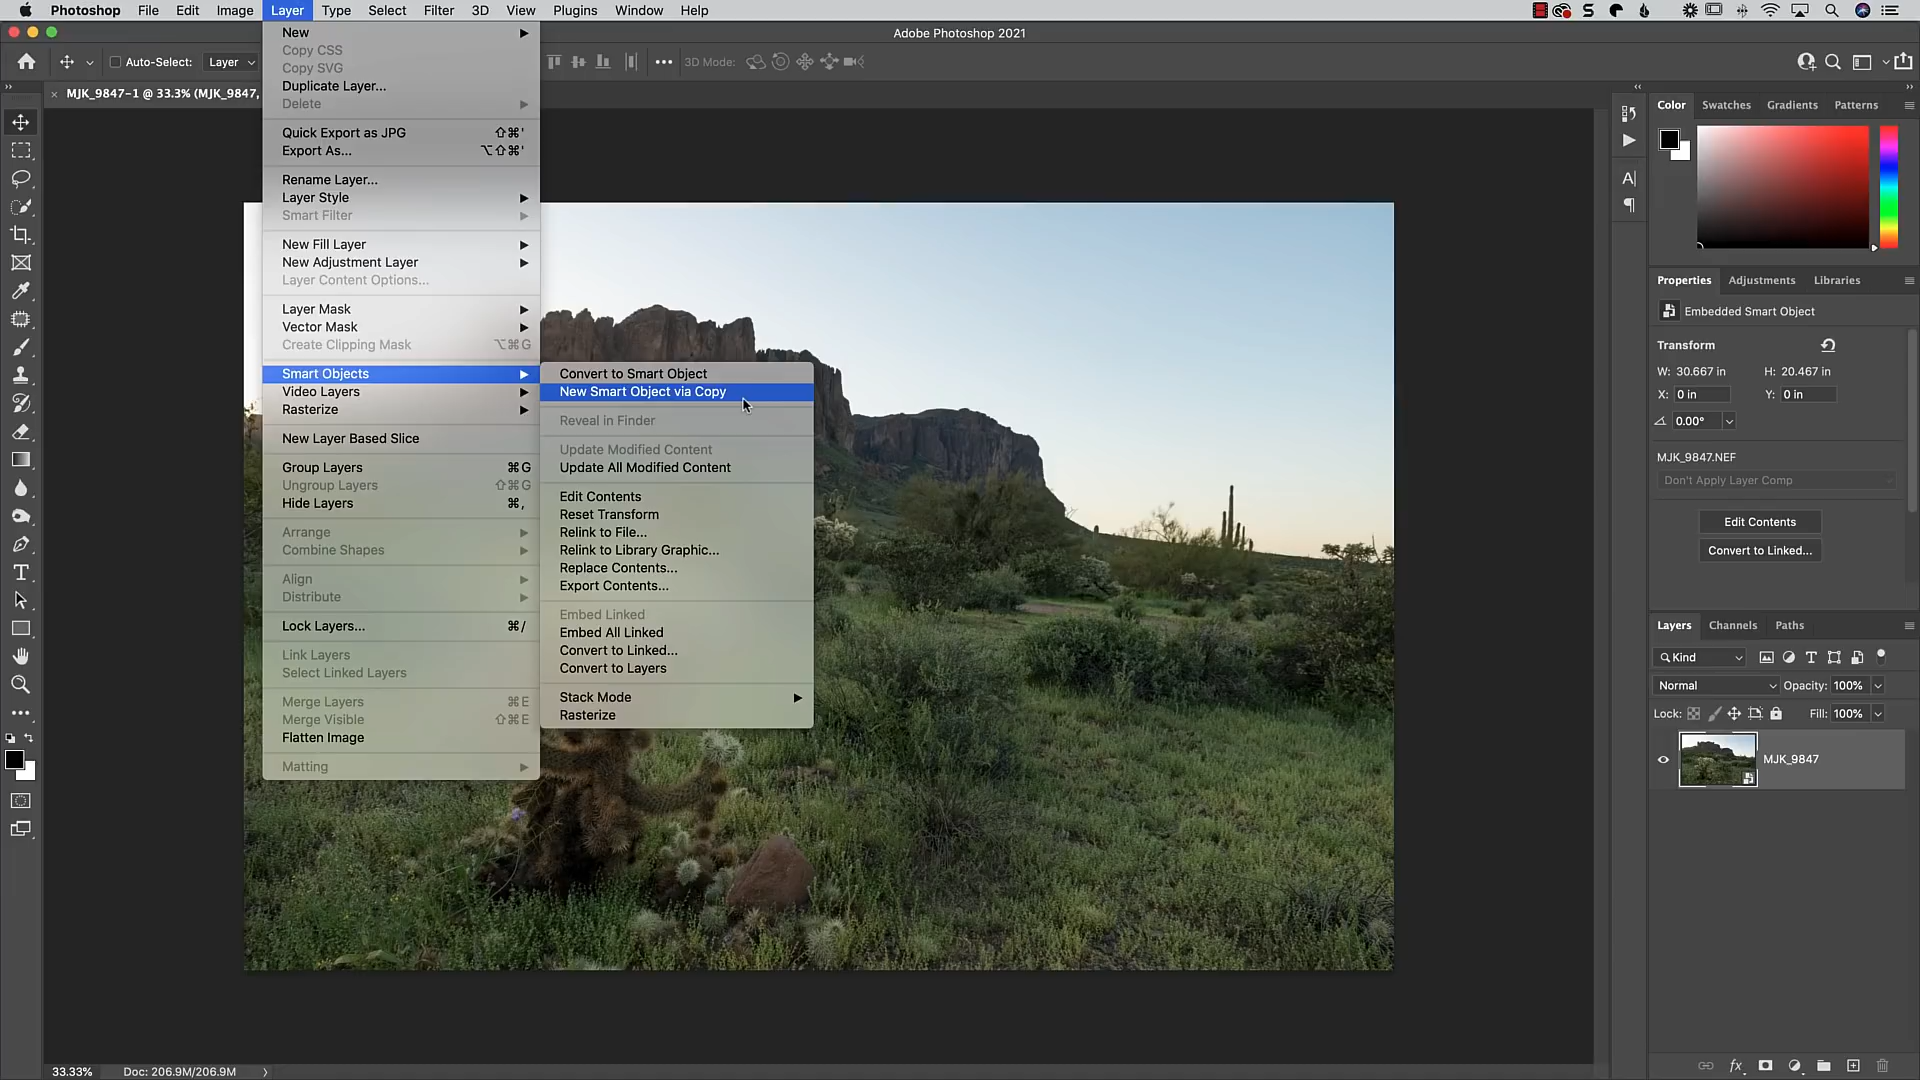 Photoshop File Edit Image Layer Type Select Filter 3D View Plugins Window Help
Adobe Photoshop 2021
Auto-Select: Layer
3D Mode:
MJK_9847-1 @ 33.3% (MJK_9847,
New
Copy CSS
Copy SVG
Duplicate Layer...
Delete
Quick Export as JPG ⇧⌘'
Export As... ⌥⇧⌘'
Rename Layer...
Layer Style
Smart Filter
New Fill Layer
New Adjustment Layer
Layer Content Options...
Layer Mask
Vector Mask
Create Clipping Mask ⌥⌘G
Smart Objects
Video Layers
Rasterize
New Layer Based Slice
Group Layers ⌘G
Ungroup Layers ⇧⌘G
Hide Layers ⌘,
Arrange
Combine Shapes
Align
Distribute
Lock Layers... ⌘/
Link Layers
Select Linked Layers
Merge Layers ⌘E
Merge Visible ⇧⌘E
Flatten Image
Matting
Convert to Smart Object
New Smart Object via Copy
Reveal in Finder
Update Modified Content
Update All Modified Content
Edit Contents
Reset Transform
Relink to File...
Relink to Library Graphic...
Replace Contents...
Export Contents...
Embed Linked
Embed All Linked
Convert to Linked...
Convert to Layers
Stack Mode
Rasterize
Color Swatches Gradients Patterns
Properties Adjustments Libraries
Embedded Smart Object
Transform
W: 30.667 in H: 20.467 in
X: 0 in Y: 0 in
0.00°
MJK_9847.NEF
Don't Apply Layer Comp
Edit Contents
Convert to Linked...
Layers Channels Paths
Kind
Normal Opacity: 100%
Lock: Fill: 100%
MJK_9847
33.33% Doc: 206.9M/206.9M